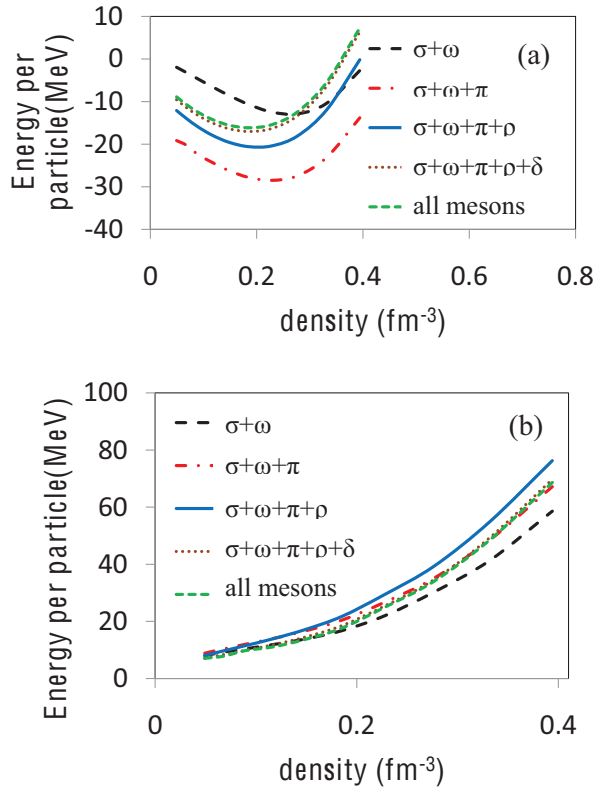 10
0
-10
-20
-30
-40
Energy per
particle(MeV)
(a)
σ+ω
σ+ω+π
σ+ω+π+ρ
σ+ω+π+ρ+δ
all mesons
0 0.2 0.4 0.6 0.8
density (fm-3)
100
80
60
40
20
0
Energy per particle(MeV)
(b)
σ+ω
σ+ω+π
σ+ω+π+ρ
σ+ω+π+ρ+δ
all mesons
0 0.2 0.4
density (fm-3)